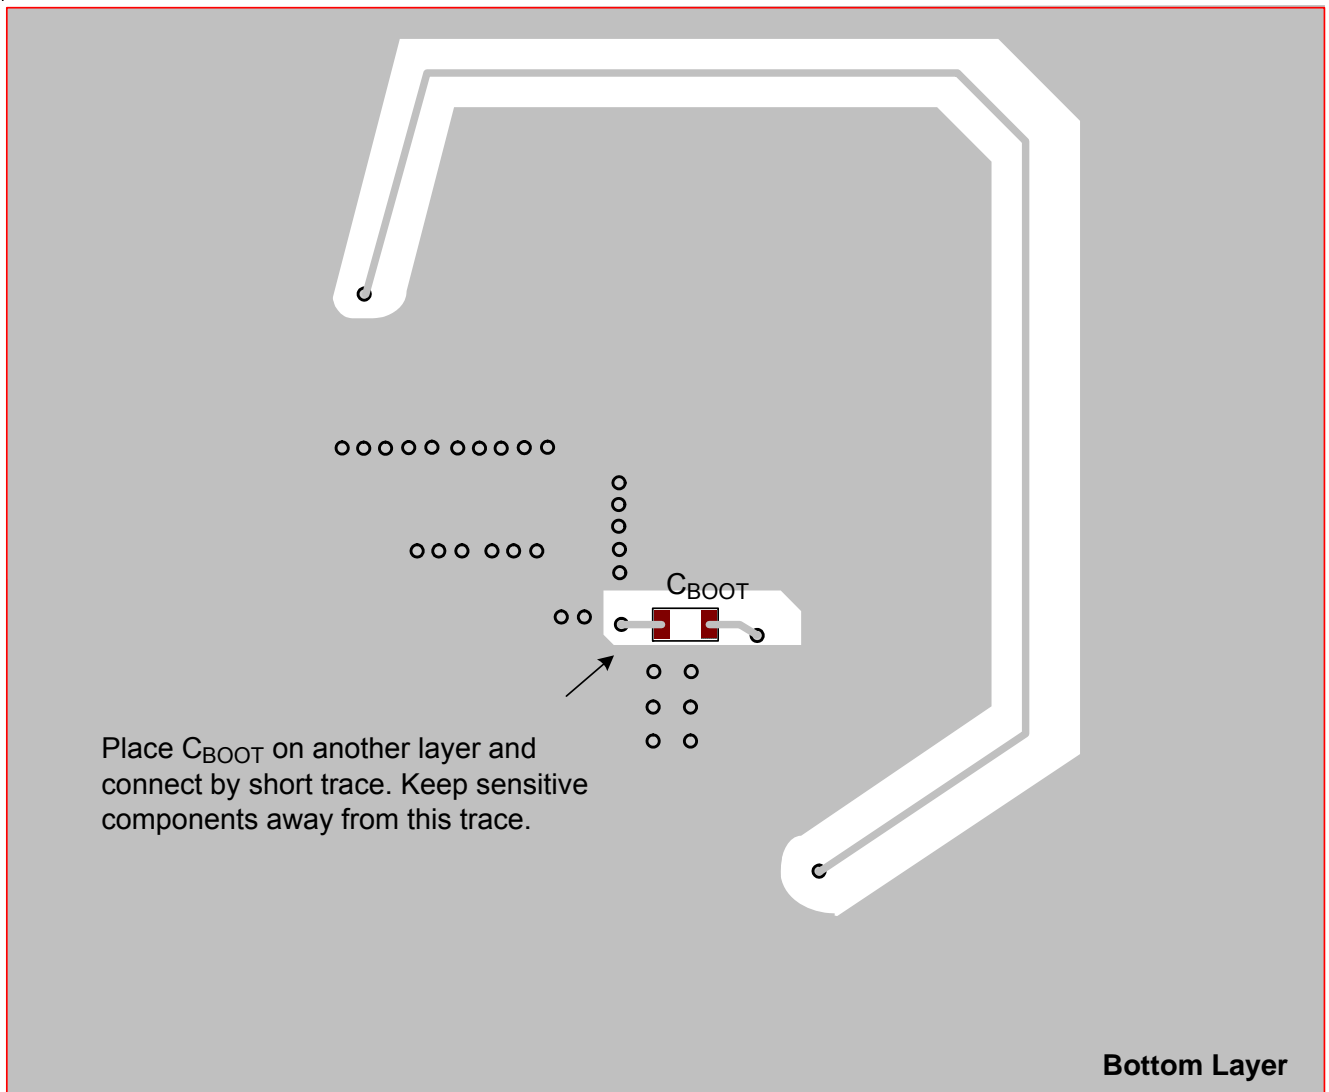 CBOOT
Place CBOOT on another layer and
connect by short trace. Keep sensitive
components away from this trace.
Bottom Layer